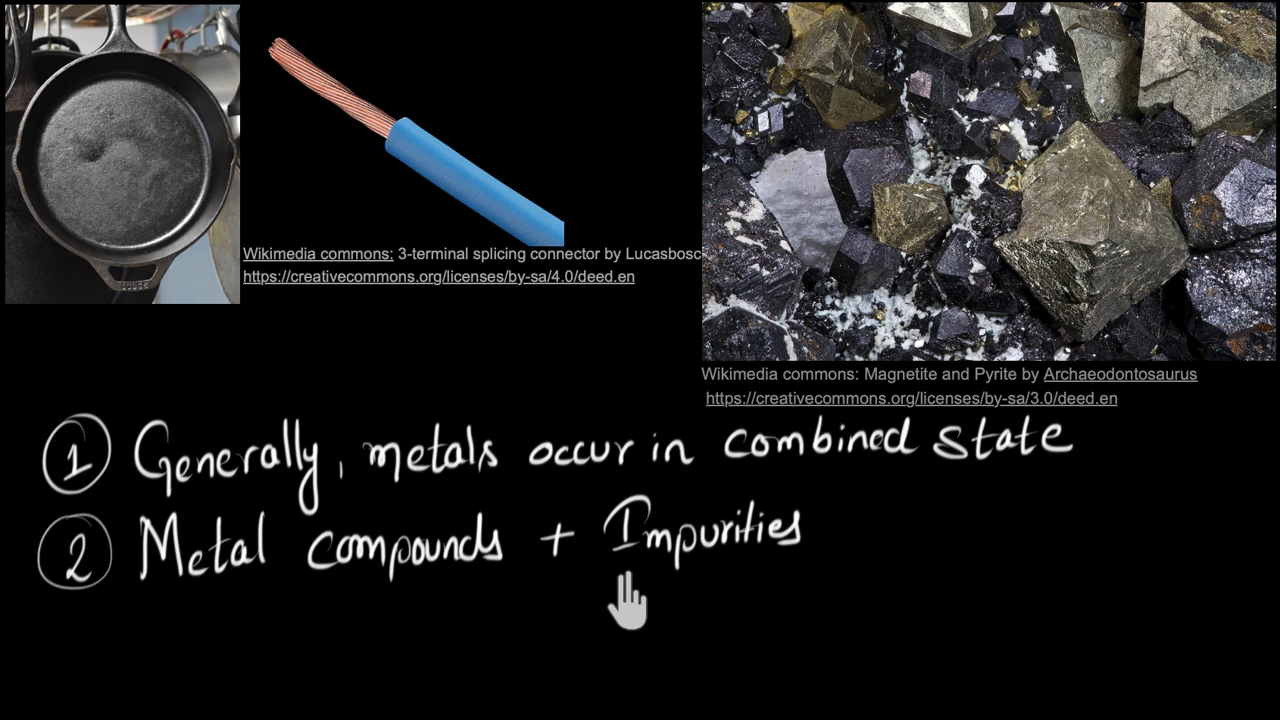 Wikimedia commons: 3-terminal splicing connector by Lucasbosc
https://creativecommons.org/licenses/by-sa/4.0/deed.en
Wikimedia commons: Magnetite and Pyrite by Archaeodontosaurus
https://creativecommons.org/licenses/by-sa/3.0/deed.en
1 Generally, metals occur in combined state
2 Metal compounds + Impurities